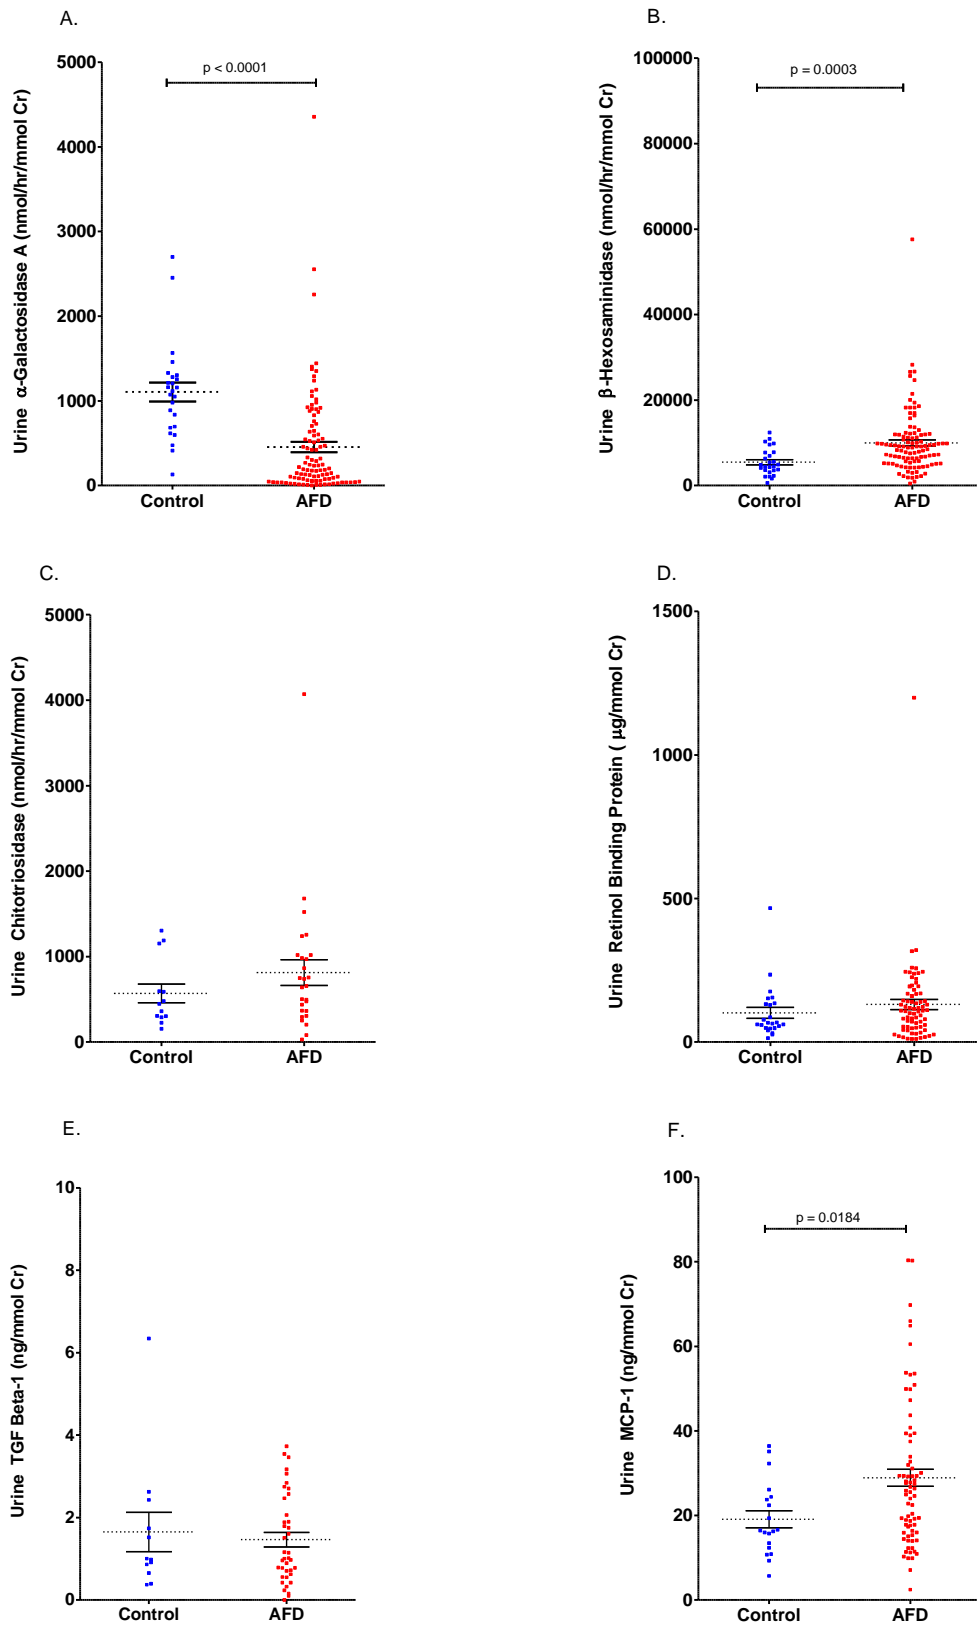 A.
Urine α-Galactosidase A (nmol/hr/mmol Cr)
5000
4000
3000
2000
1000
0
p < 0.0001
Control
AFD
B.
Urine β-Hexosaminidase (nmol/hr/mmol Cr)
100000
80000
60000
40000
20000
0
p = 0.0003
Control
AFD
C.
Urine Chitotriosidase (nmol/hr/mmol Cr)
5000
4000
3000
2000
1000
0
Control
AFD
D.
Urine Retinol Binding Protein ( μg/mmol Cr)
1500
1000
500
0
Control
AFD
E.
Urine TGF Beta-1 (ng/mmol Cr)
10
8
6
4
2
0
Control
AFD
F.
Urine MCP-1 (ng/mmol Cr)
100
80
60
40
20
0
p = 0.0184
Control
AFD